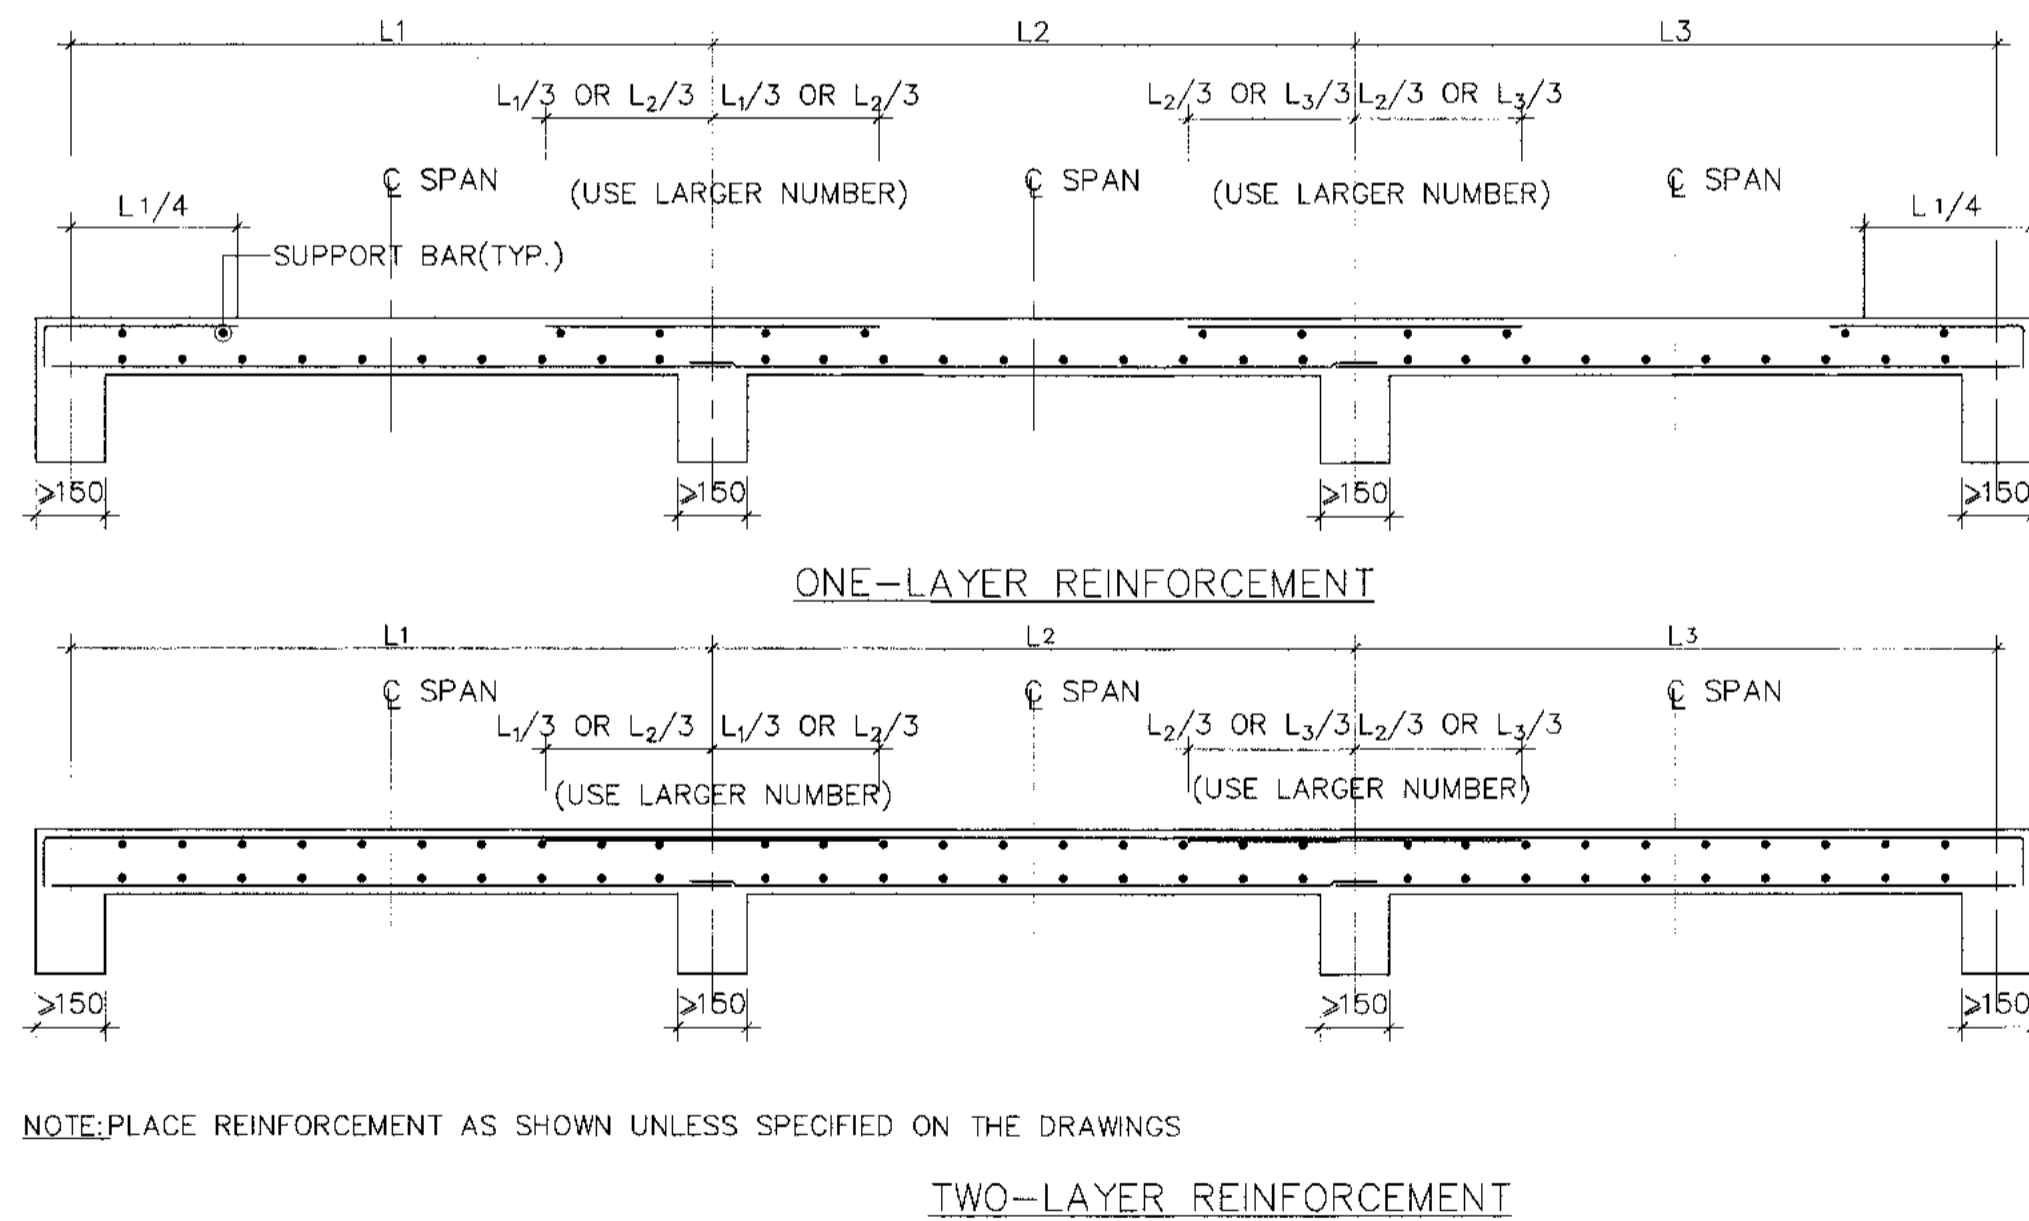 L1 L2 L3
L₁/3 OR L₂/3 L₁/3 OR L₂/3 L₂/3 OR L₃/3 L₂/3 OR L₃/3
℄ SPAN (USE LARGER NUMBER) ℄ SPAN (USE LARGER NUMBER) ℄ SPAN
L1/4 L1/4
SUPPORT BAR(TYP.)
⩾150 ⩾150 ⩾150 ⩾150
ONE-LAYER REINFORCEMENT
L1 L2 L3
℄ SPAN ℄ SPAN ℄ SPAN
L₁/3 OR L₂/3 L₁/3 OR L₂/3 L₂/3 OR L₃/3 L₂/3 OR L₃/3
(USE LARGER NUMBER) (USE LARGER NUMBER)
⩾150 ⩾150 ⩾150 ⩾150
NOTE:PLACE REINFORCEMENT AS SHOWN UNLESS SPECIFIED ON THE DRAWINGS
TWO-LAYER REINFORCEMENT